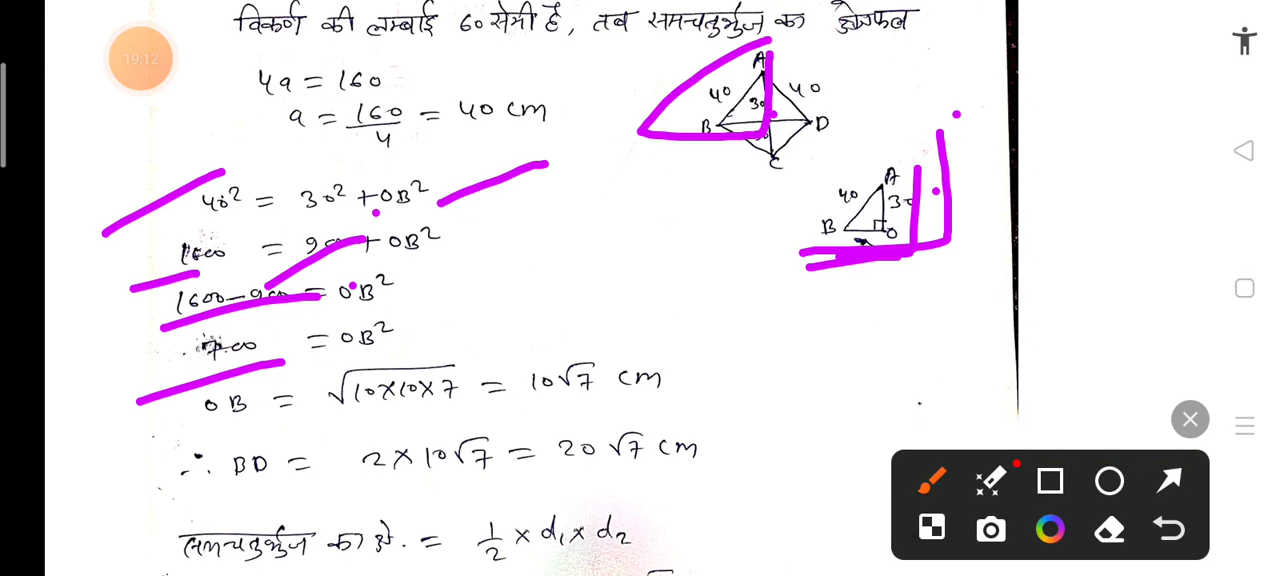 विकर्ण की लम्बाई 60 सेमी है, तब समचतुर्भुज का क्षेत्रफल
19:12
4a = 160
a = 160/4 = 40 cm
A
40 40
30
B D
C
40² = 30² + OB²
A
40 30
B O
1600 = 900 + OB²
1600 - 900 = OB²
700 = OB²
OB = √10×10×7 = 10√7 cm
∴ BD = 2 × 10√7 = 20√7 cm
समचतुर्भुज का क्षे. = 1/2 × d₁ × d₂